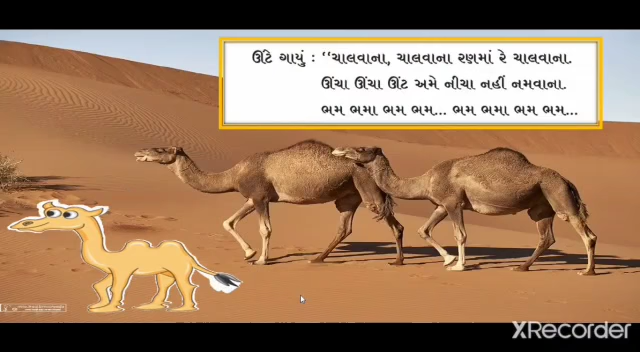 ઊંટે ગાયું : “ચાલવાના, ચાલવાના રણમાં રે ચાલવાના.
ઊંચા ઊંચા ઊંટ અમે નીચા નહીં નમવાના.
ભમ ભમા ભમ ભમ... ભમ ભમા ભમ ભમ...
XRecorder